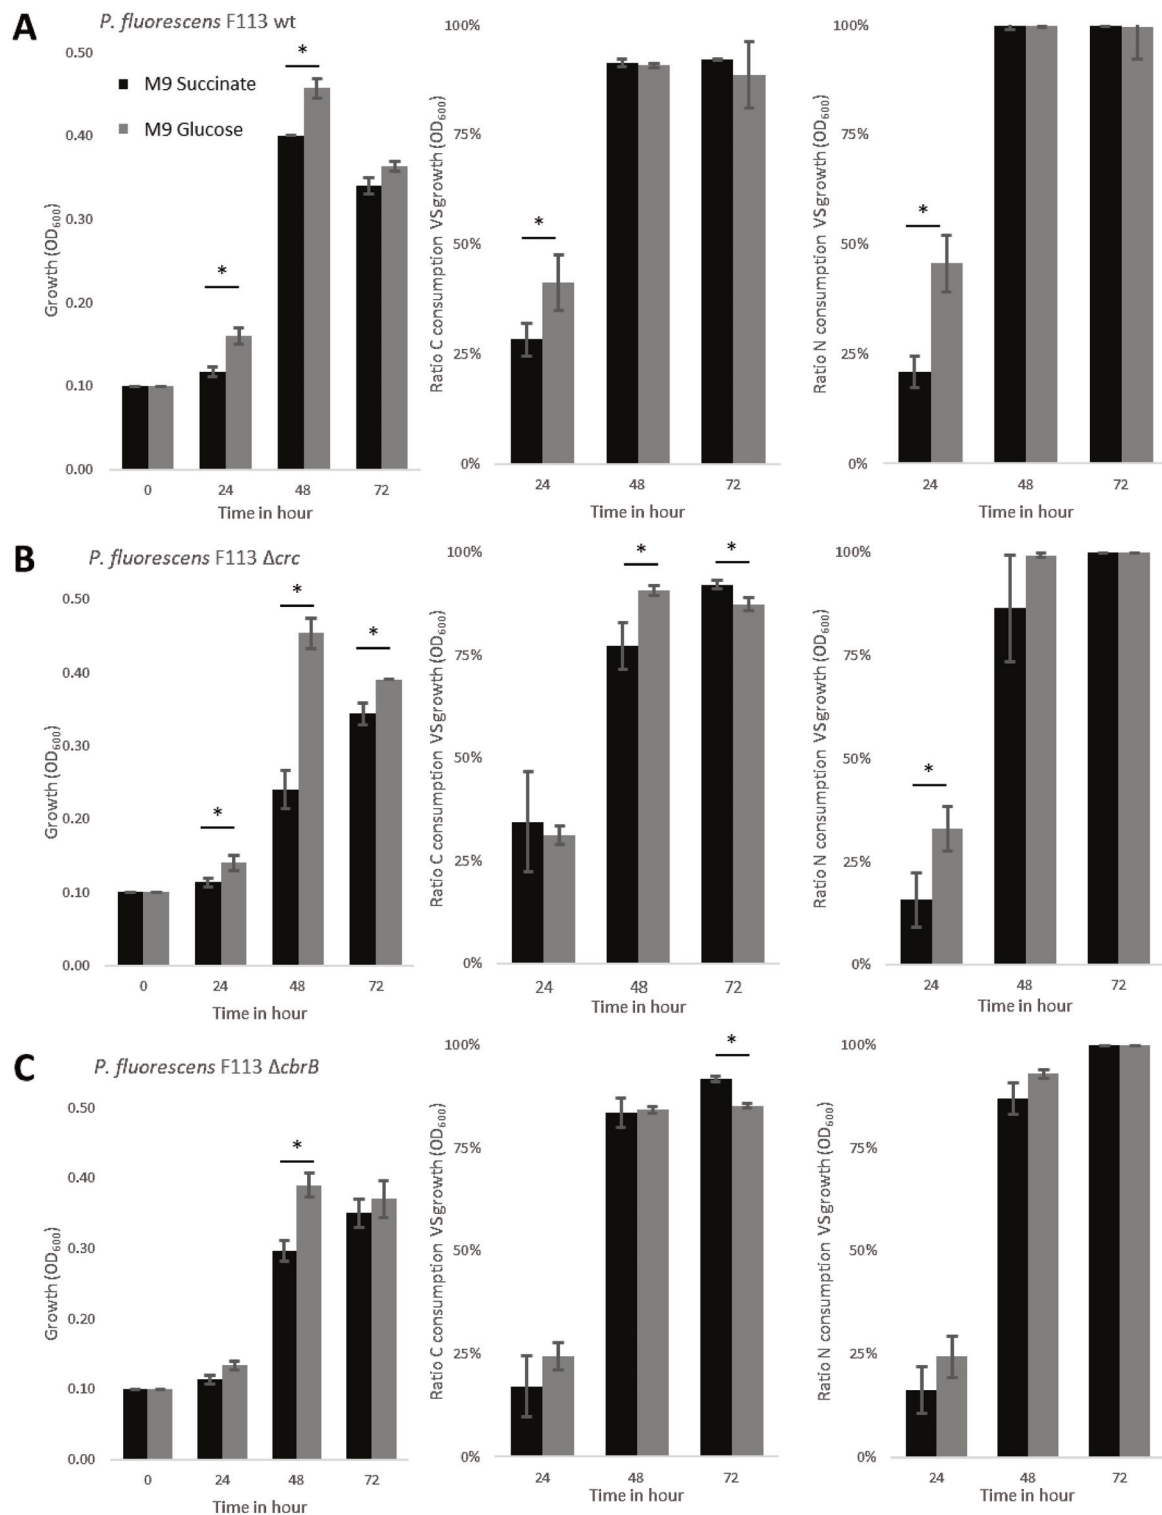 A
P. fluorescens F113 wt
M9 Succinate
M9 Glucose
*
*
0.50
0.40
0.30
0.20
0.10
0.00
Growth (OD600)
0 24 48 72
Time in hour
*
100%
75%
50%
25%
0%
Ratio C consumption VSgrowth (OD600)
24 48 72
Time in hour
*
100%
75%
50%
25%
0%
Ratio N consumption VSgrowth (OD600)
24 48 72
Time in hour
B
P. fluorescens F113 Δcrc
* * *
0.50
0.40
0.30
0.20
0.10
0.00
Growth (OD600)
0 24 48 72
Time in hour
* *
100%
75%
50%
25%
0%
Ratio C consumption VSgrowth (OD600)
24 48 72
Time in hour
*
100%
75%
50%
25%
0%
Ratio N consumption VSgrowth (OD600)
24 48 72
Time in hour
C
P. fluorescens F113 ΔcbrB
*
0.50
0.40
0.30
0.20
0.10
0.00
Growth (OD600)
0 24 48 72
Time in hour
*
100%
75%
50%
25%
0%
Ratio C consumption VSgrowth (OD600)
24 48 72
Time in hour
100%
75%
50%
25%
0%
Ratio N consumption VSgrowth (OD600)
24 48 72
Time in hour